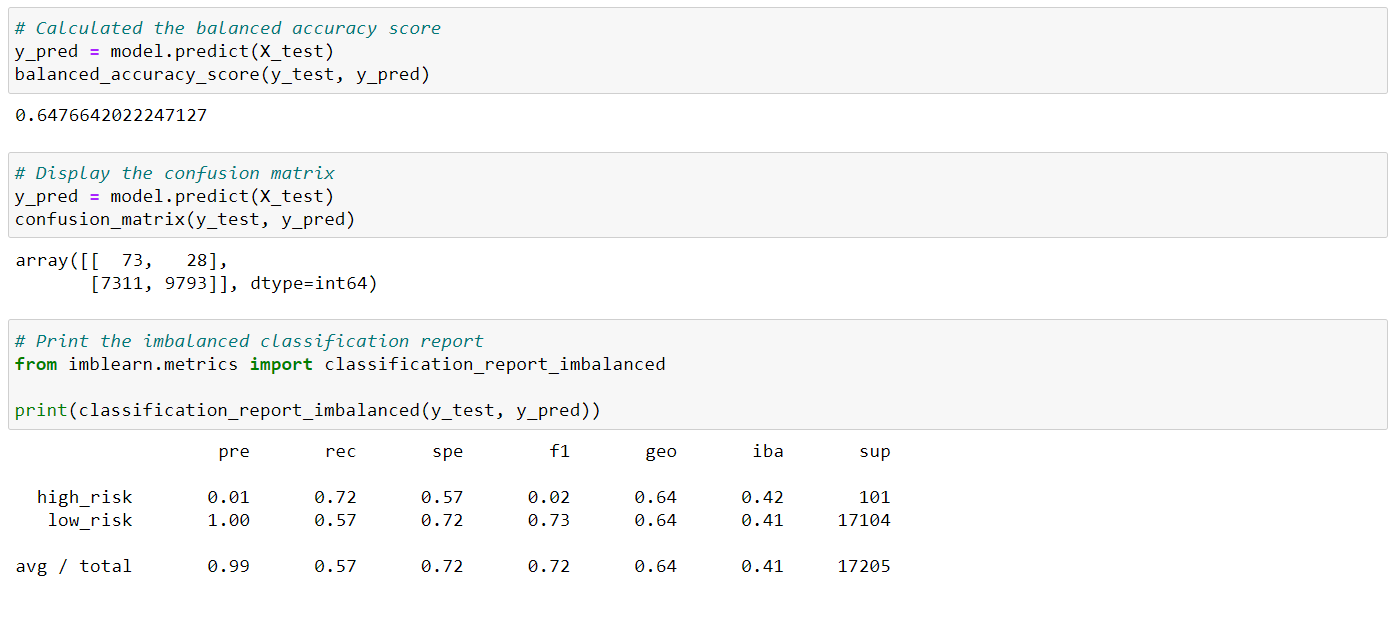 # Calculated the balanced accuracy score
y_pred = model.predict(X_test)
balanced_accuracy_score(y_test, y_pred)
0.6476642022247127
# Display the confusion matrix
y_pred = model.predict(X_test)
confusion_matrix(y_test, y_pred)
array([[  73,   28],
       [7311, 9793]], dtype=int64)
# Print the imbalanced classification report
from imblearn.metrics import classification_report_imbalanced
print(classification_report_imbalanced(y_test, y_pred))
pre rec spe f1 geo iba sup
high_risk 0.01 0.72 0.57 0.02 0.64 0.42 101
low_risk 1.00 0.57 0.72 0.73 0.64 0.41 17104
avg / total 0.99 0.57 0.72 0.72 0.64 0.41 17205